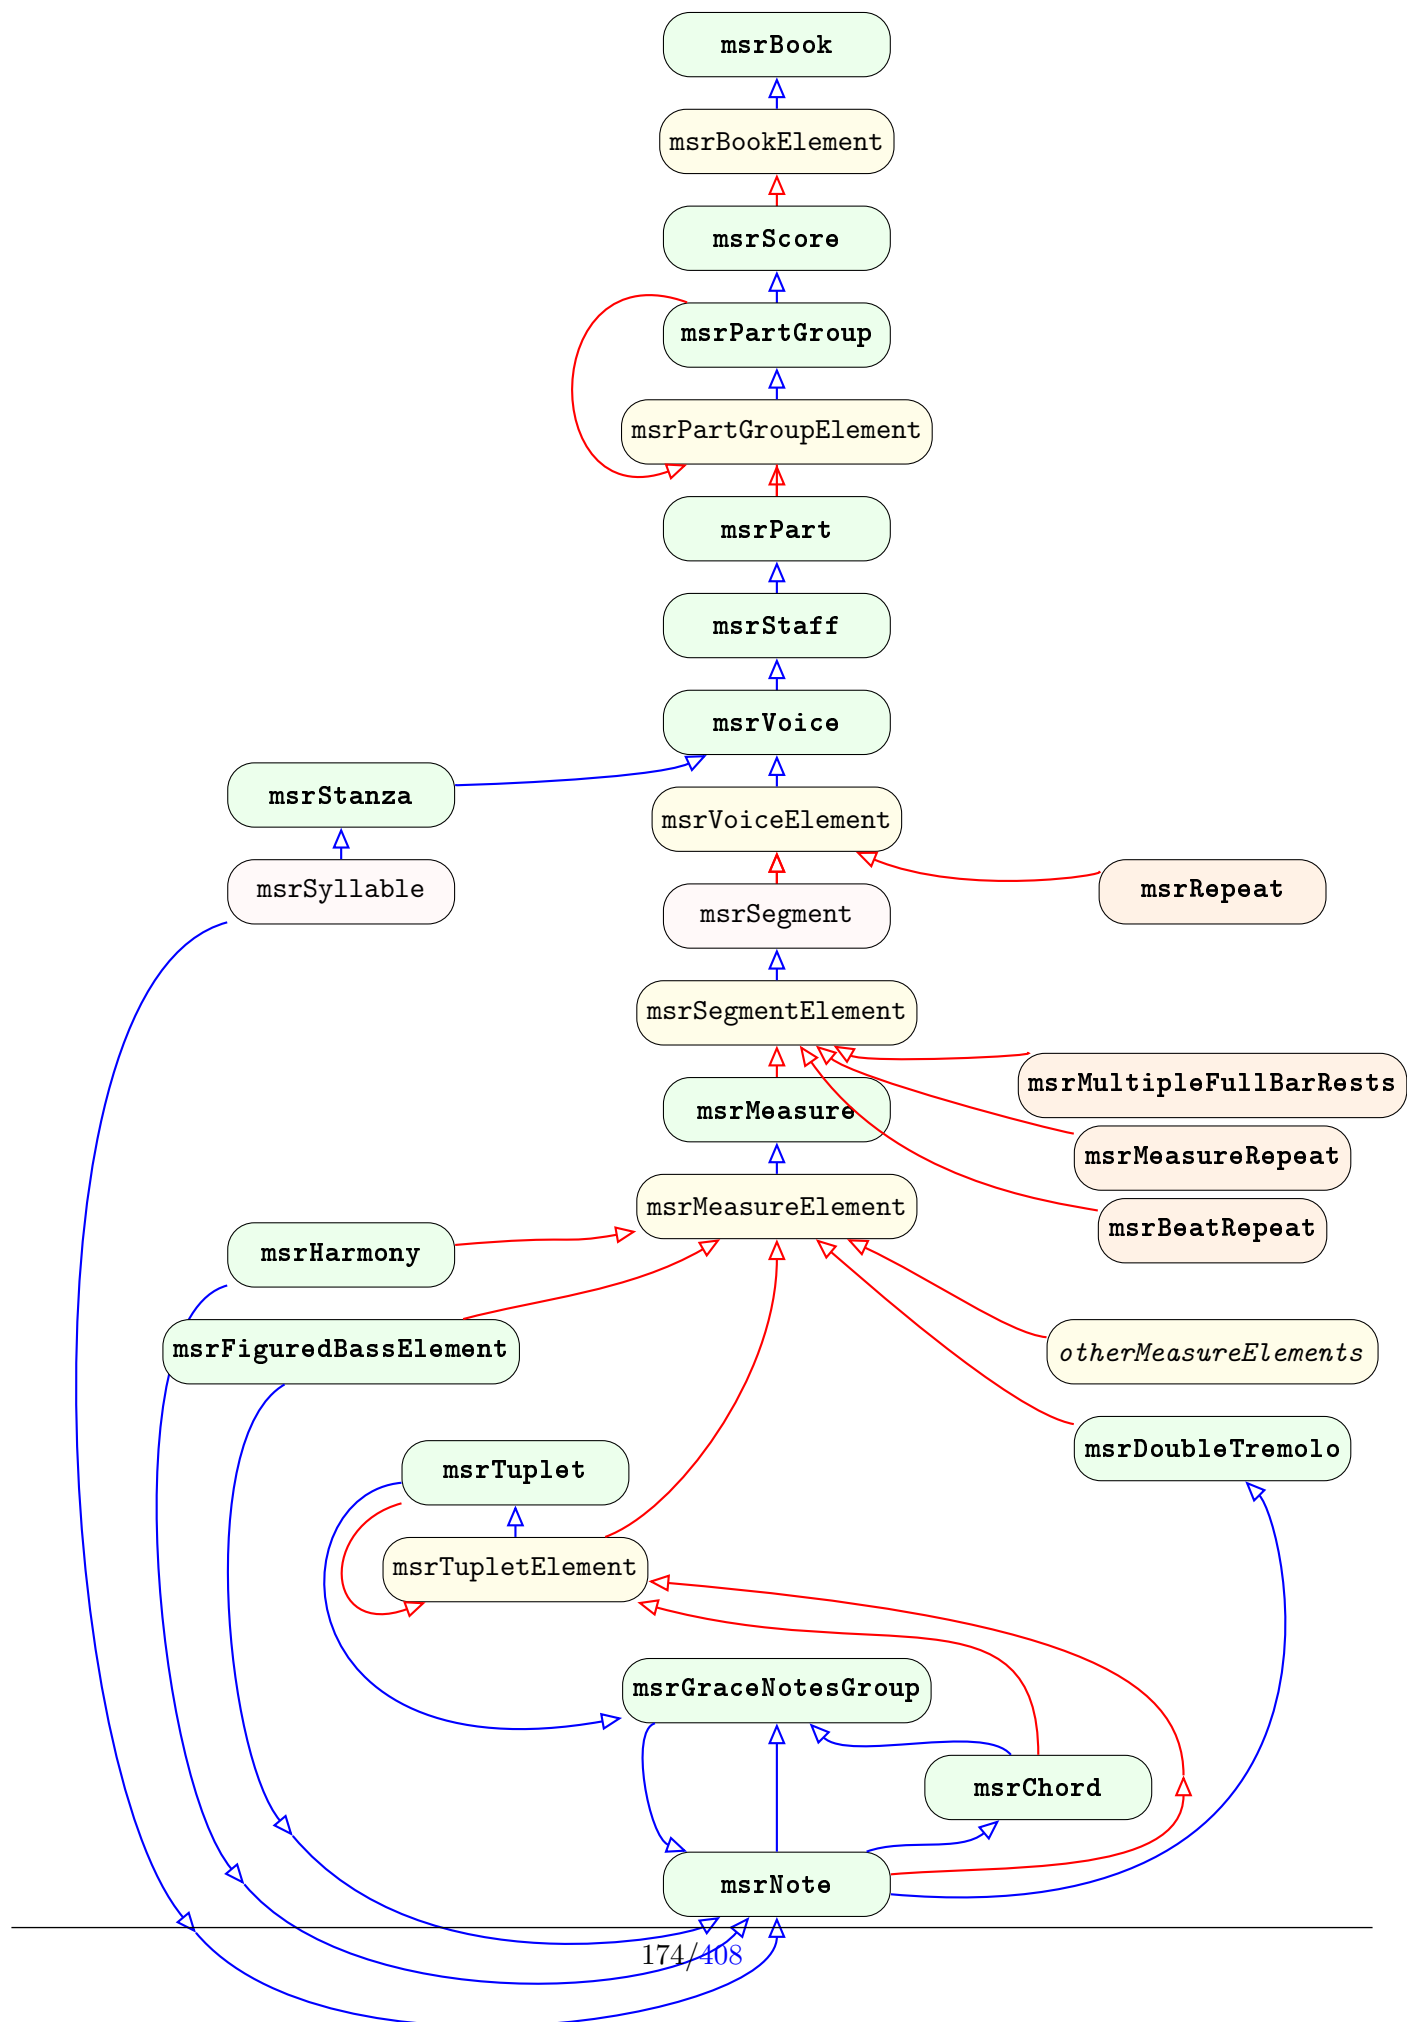 msrBook
msrBookElement
msrScore
msrPartGroup
msrPartGroupElement
msrPart
msrStaff
msrVoice
msrStanza
msrVoiceElement
msrSyllable
msrRepeat
msrSegment
msrSegmentElement
msrMultipleFullBarRests
msrMeasure
msrMeasureRepeat
msrMeasureElement
msrBeatRepeat
msrHarmony
msrFiguredBassElement
otherMeasureElements
msrDoubleTremolo
msrTuplet
msrTupletElement
msrGraceNotesGroup
msrChord
msrNote
174/408